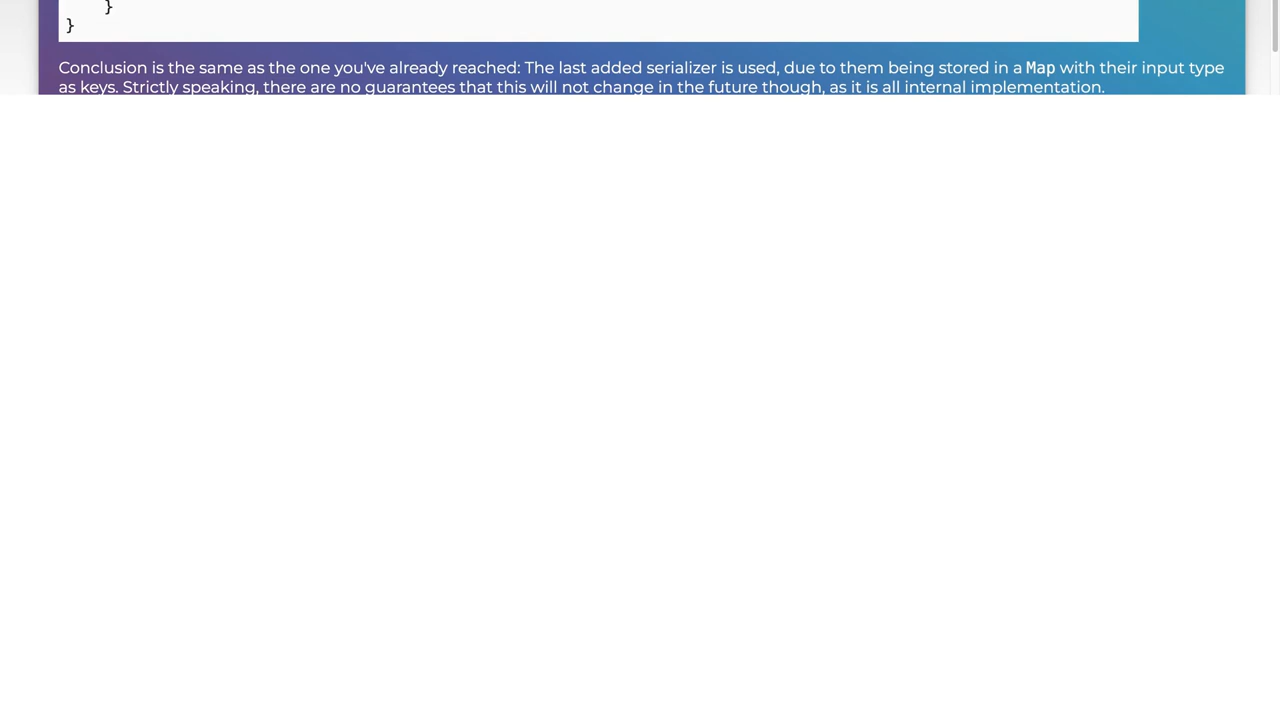 }
}
Conclusion is the same as the one you've already reached: The last added serializer is used, due to them being stored in a Map with their input type
as keys. Strictly speaking, there are no guarantees that this will not change in the future though, as it is all internal implementation.